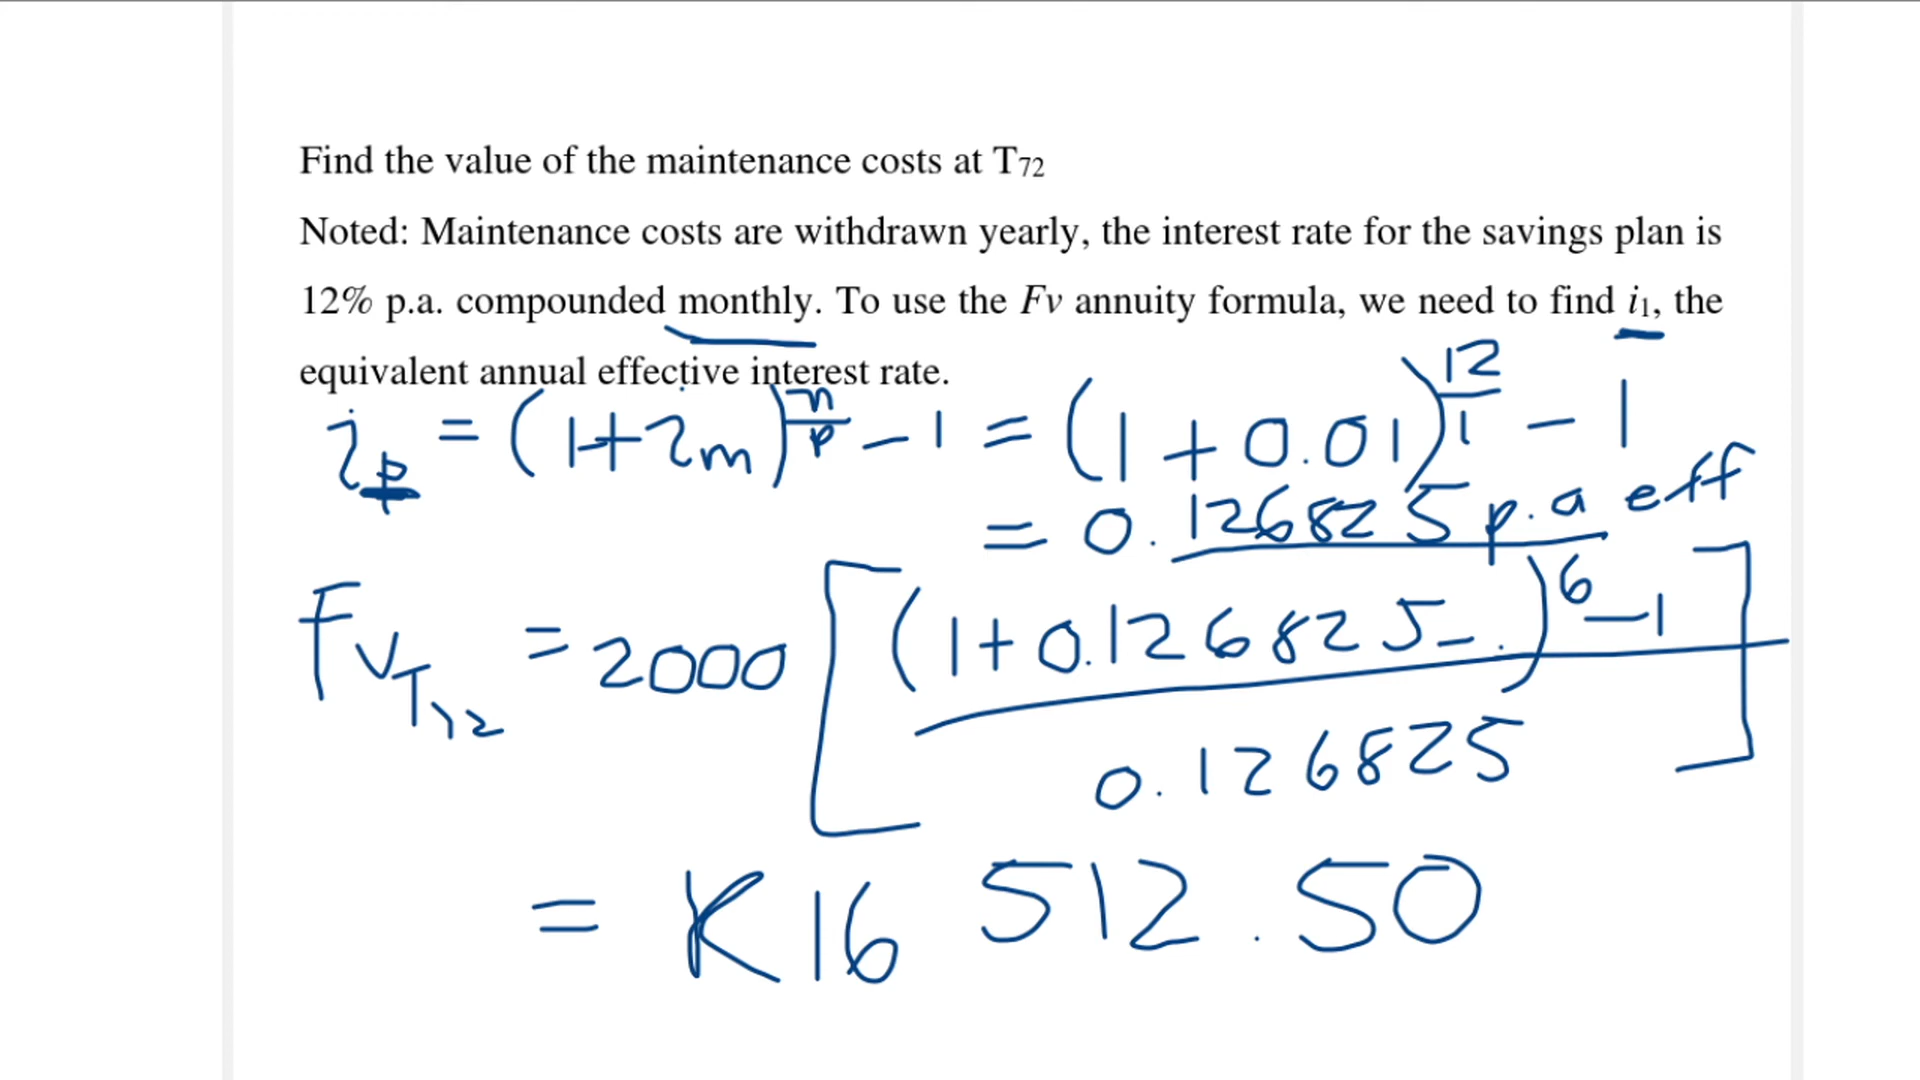 Find the value of the maintenance costs at T72
Noted: Maintenance costs are withdrawn yearly, the interest rate for the savings plan is
12% p.a. compounded monthly. To use the Fv annuity formula, we need to find i1, the
equivalent annual effective interest rate.
ip = (1+im)^(m/p) - 1 = (1+0.01)^(12/1) - 1
= 0.126825 p.a eff
FvT72 = 2000 [ (1+0.126825...)^6 - 1 / 0.126825 ]
= R16 512.50